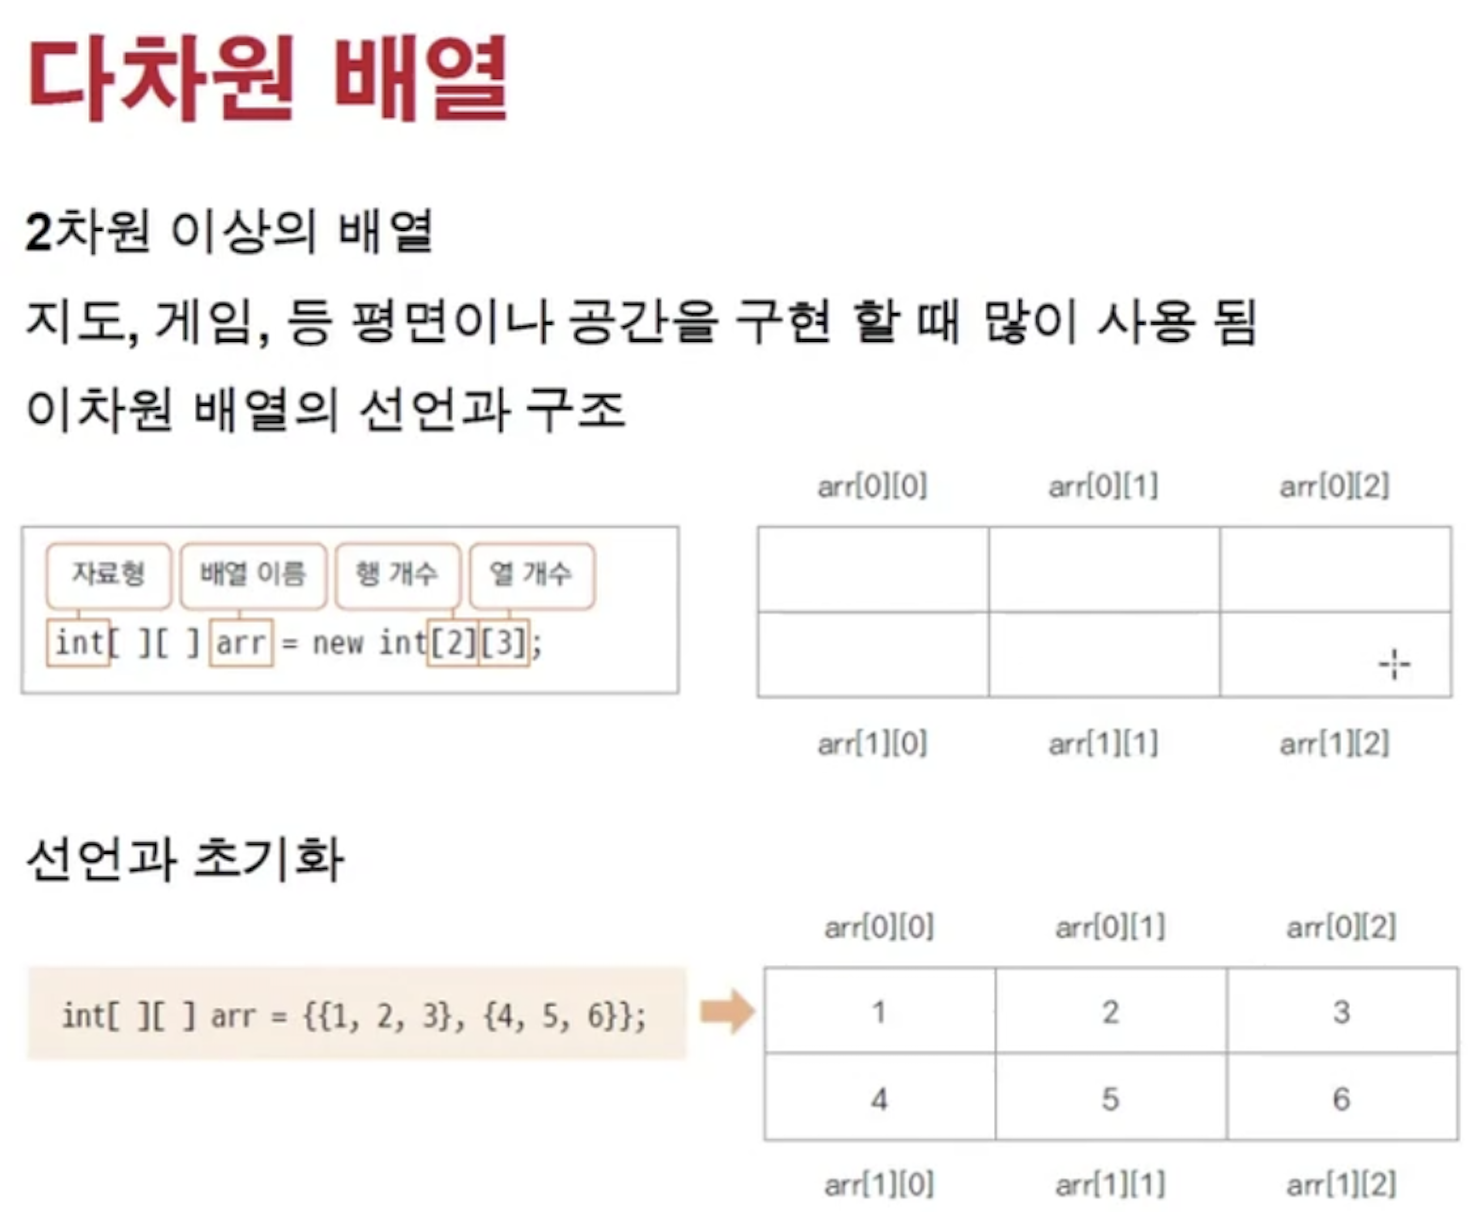 다차원 배열
2차원 이상의 배열
지도, 게임, 등 평면이나 공간을 구현 할 때 많이 사용 됨
이차원 배열의 선언과 구조
자료형 배열 이름 행 개수 열 개수
int[ ][ ] arr = new int[2][3];
arr[0][0] arr[0][1] arr[0][2]
arr[1][0] arr[1][1] arr[1][2]
선언과 초기화
int[ ][ ] arr = {{1, 2, 3}, {4, 5, 6}};
arr[0][0] arr[0][1] arr[0][2]
1 2 3
4 5 6
arr[1][0] arr[1][1] arr[1][2]